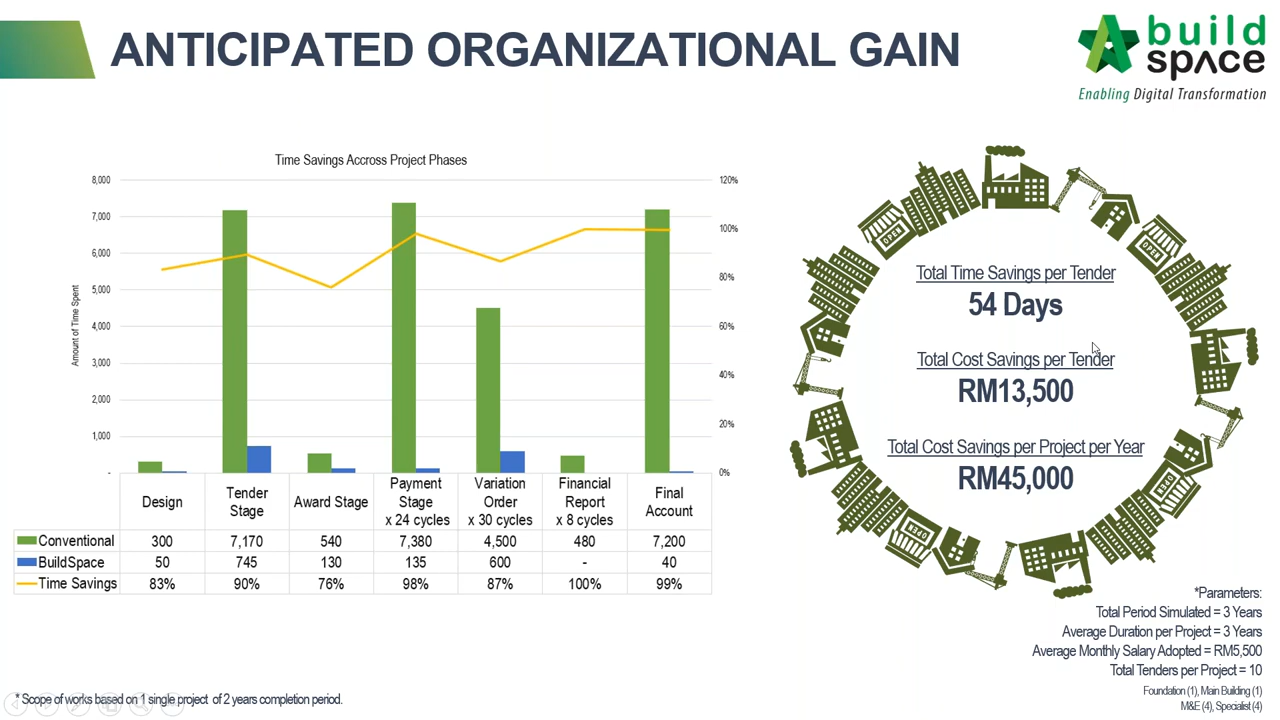 ANTICIPATED ORGANIZATIONAL GAIN
build
space
Enabling Digital Transformation
Time Savings Accross Project Phases
Amount of Time Spent
8,000
7,000
6,000
5,000
4,000
3,000
2,000
1,000
-
120%
100%
80%
60%
40%
20%
0%
Design
Tender
Stage
Award Stage
Payment
Stage
x 24 cycles
Variation
Order
x 30 cycles
Financial
Report
x 8 cycles
Final
Account
Conventional 300 7,170 540 7,380 4,500 480 7,200
BuildSpace 50 745 130 135 600 - 40
Time Savings 83% 90% 76% 98% 87% 100% 99%
* Scope of works based on 1 single project of 2 years completion period.
OPEN
OPEN
OPEN
OPEN
Total Time Savings per Tender
54 Days
Total Cost Savings per Tender
RM13,500
Total Cost Savings per Project per Year
RM45,000
*Parameters:
Total Period Simulated = 3 Years
Average Duration per Project = 3 Years
Average Monthly Salary Adopted = RM5,500
Total Tenders per Project = 10
Foundation (1), Main Building (1)
M&E (4), Specialist (4)